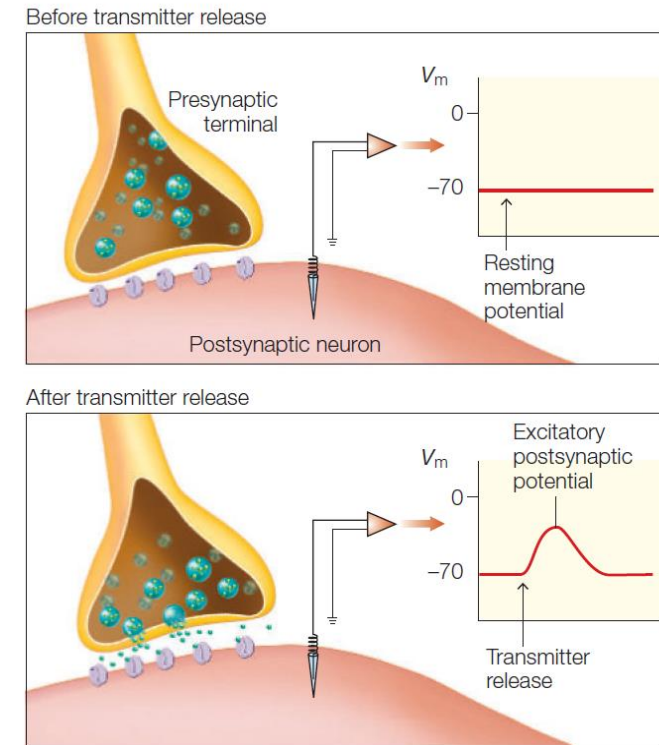 Before transmitter release
Presynaptic
terminal
Vm
0
–70
Resting
membrane
potential
Postsynaptic neuron
After transmitter release
Excitatory
postsynaptic
potential
Vm
0
–70
Transmitter
release